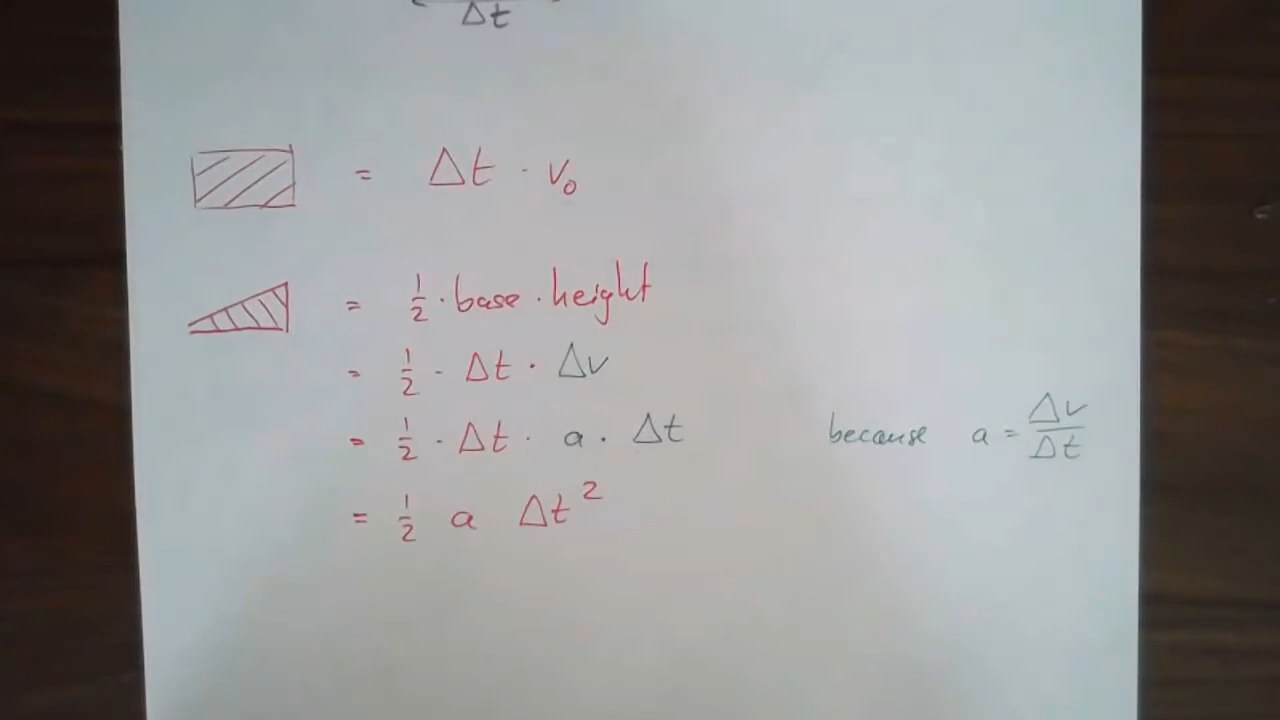 Δt
= Δt · v₀
= 1/2 · base · height
= 1/2 · Δt · Δv
= 1/2 · Δt · a · Δt because a = Δv/Δt
= 1/2 a Δt²